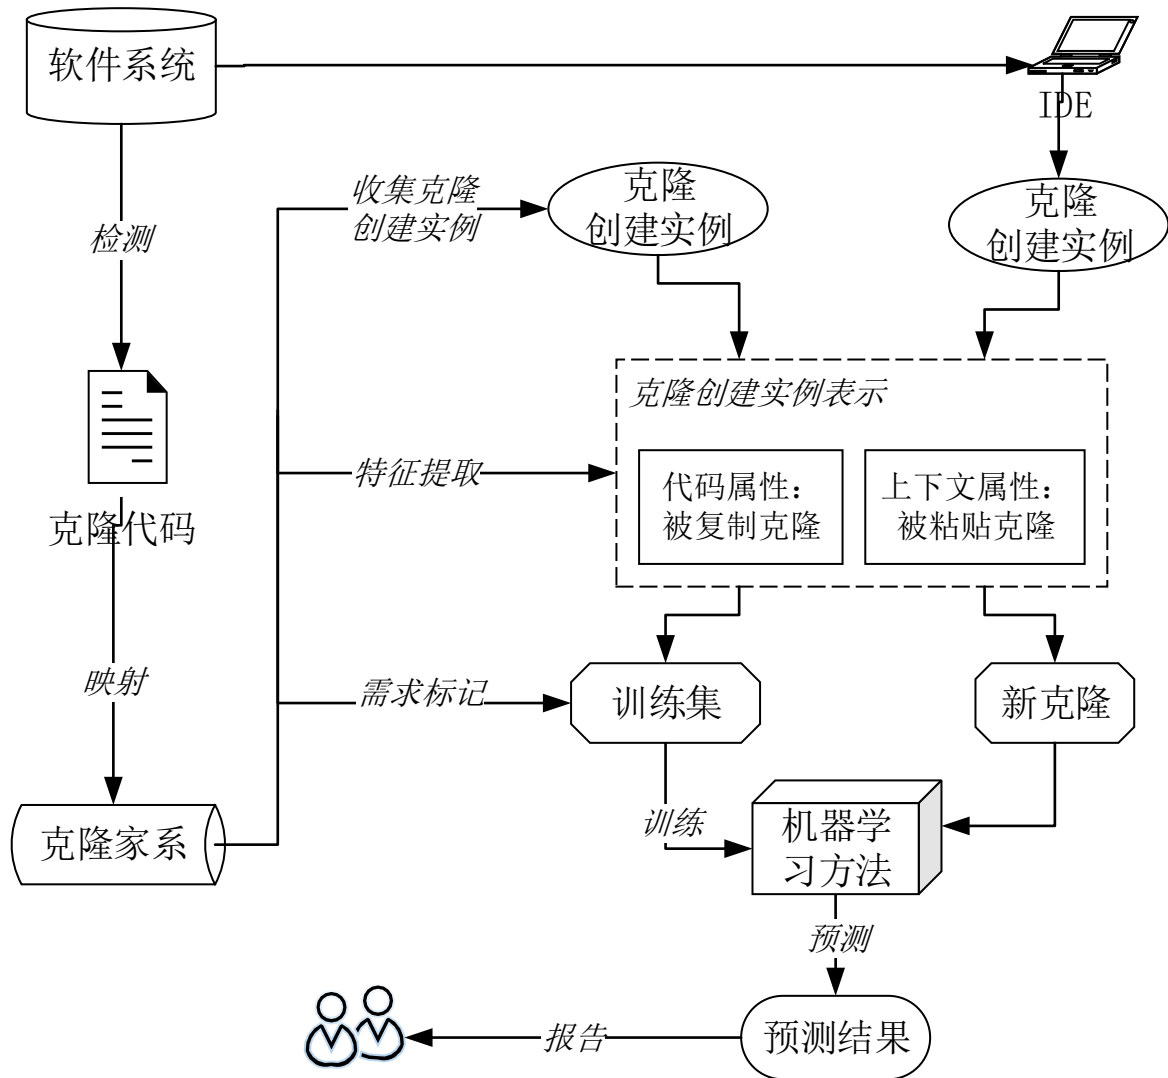 软件系统
IDE
收集克隆
创建实例
克隆
创建实例
克隆
创建实例
检测
克隆创建实例表示
特征提取
代码属性：
被复制克隆
上下文属性：
被粘贴克隆
克隆代码
映射
需求标记
训练集
新克隆
克隆家系
训练
机器学
习方法
预测
报告
预测结果